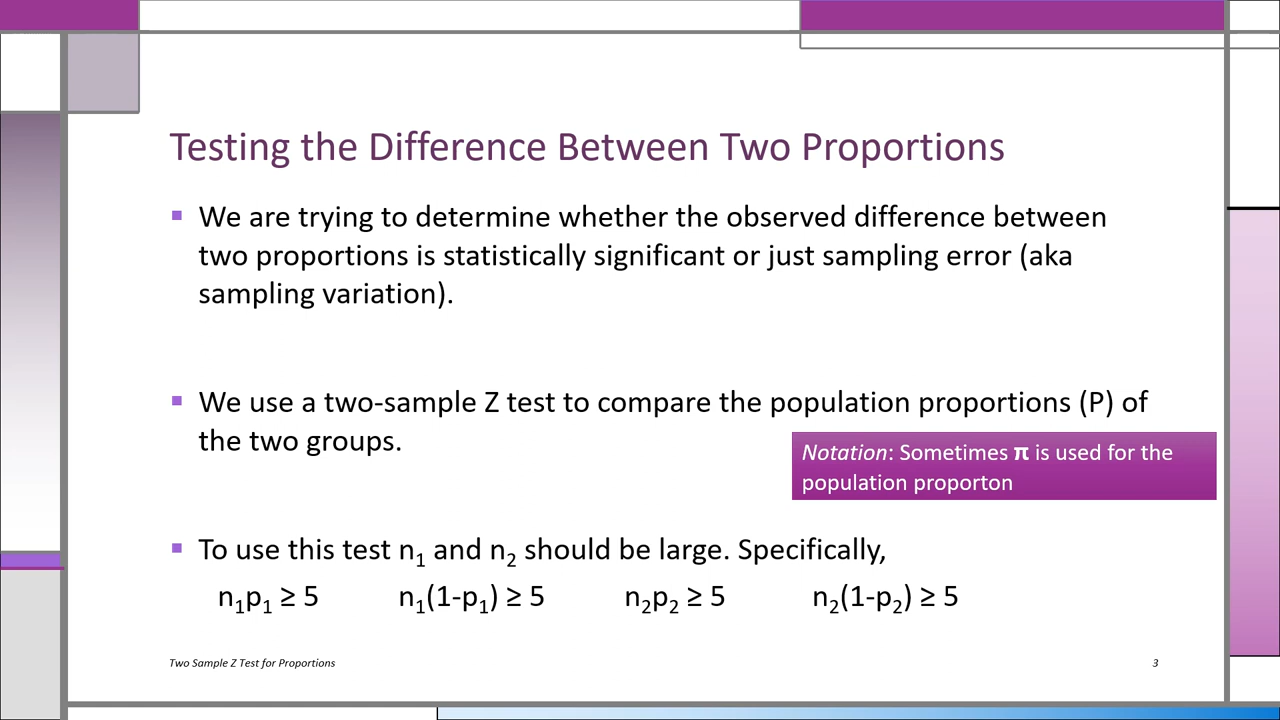 Testing the Difference Between Two Proportions
▪ We are trying to determine whether the observed difference between
two proportions is statistically significant or just sampling error (aka
sampling variation).
▪ We use a two-sample Z test to compare the population proportions (P) of
the two groups.
Notation: Sometimes π is used for the
population proporton
▪ To use this test n₁ and n₂ should be large. Specifically,
n₁p₁ ≥ 5 n₁(1-p₁) ≥ 5 n₂p₂ ≥ 5 n₂(1-p₂) ≥ 5
Two Sample Z Test for Proportions 3